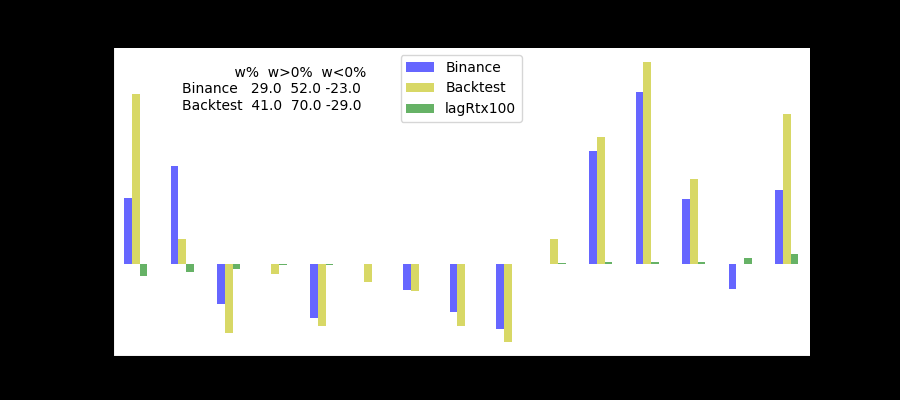 w%  w>0%  w<0%
Binance   29.0  52.0 -23.0
Backtest  41.0  70.0 -29.0
Binance
Backtest
lagRtx100